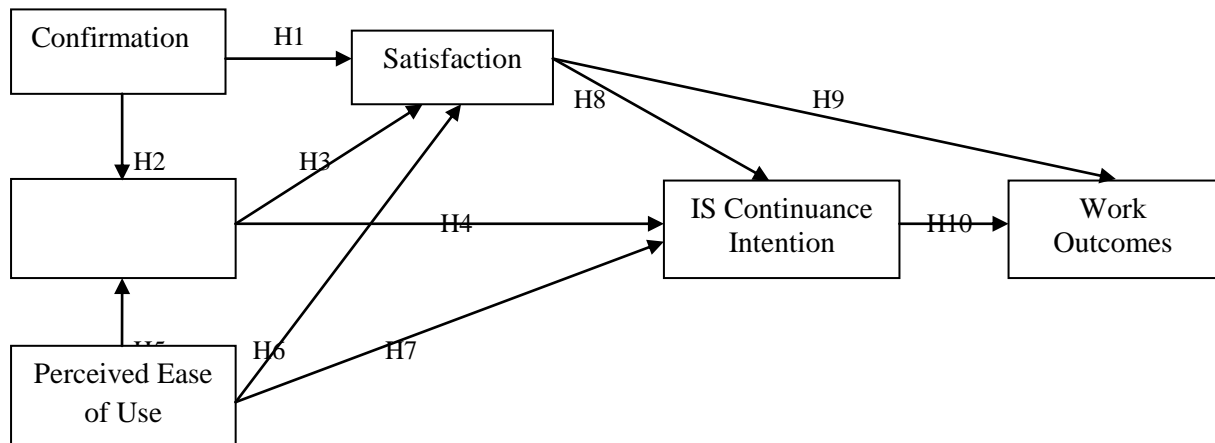 Confirmation
H1
Satisfaction
H8
H9
H2
H3
IS Continuance
Intention
Work
Outcomes
H4
H10
H5
H6
H7
Perceived Ease
of Use